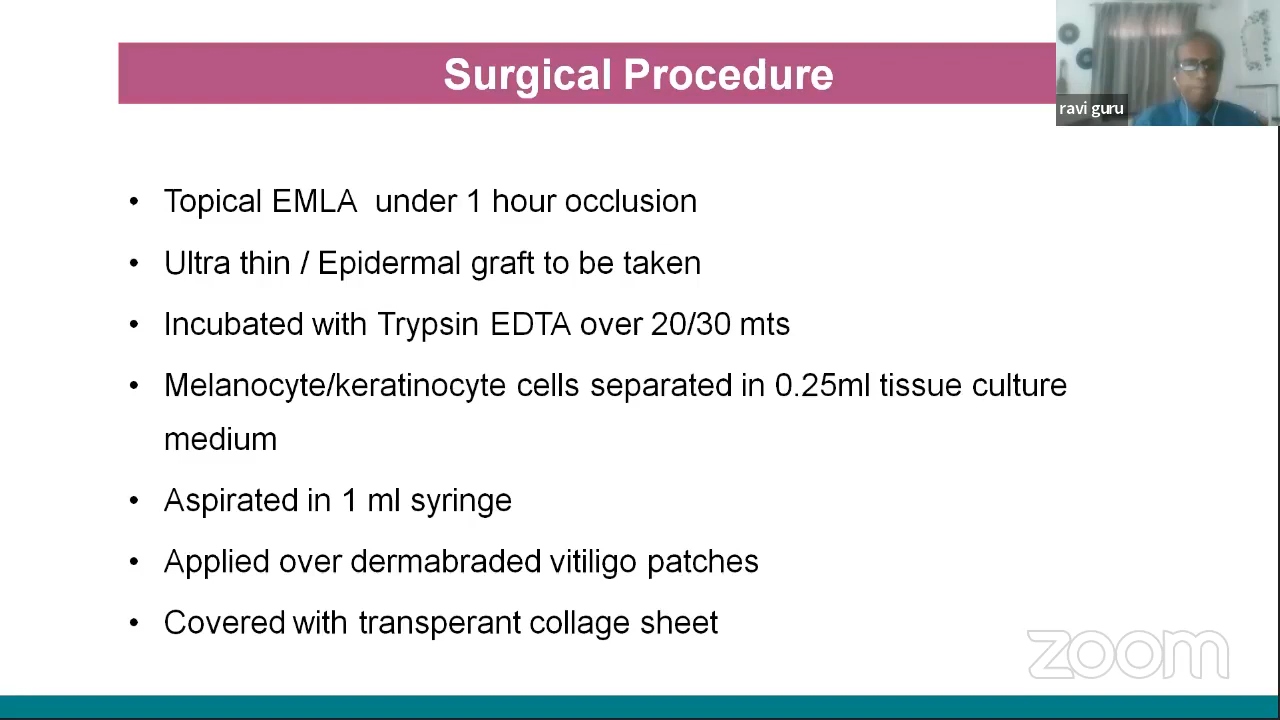 Surgical Procedure
ravi guru
• Topical EMLA under 1 hour occlusion
• Ultra thin / Epidermal graft to be taken
• Incubated with Trypsin EDTA over 20/30 mts
• Melanocyte/keratinocyte cells separated in 0.25ml tissue culture
medium
• Aspirated in 1 ml syringe
• Applied over dermabraded vitiligo patches
• Covered with transperant collage sheet
zoom